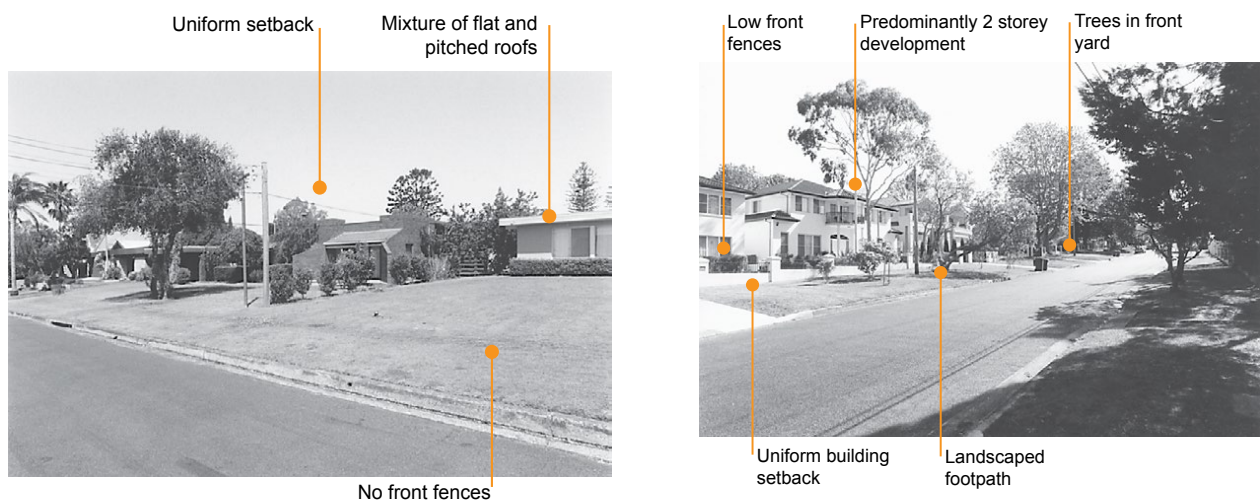 Uniform setback
Mixture of flat and
pitched roofs
No front fences
Low front
fences
Predominantly 2 storey
development
Trees in front
yard
Uniform building
setback
Landscaped
footpath